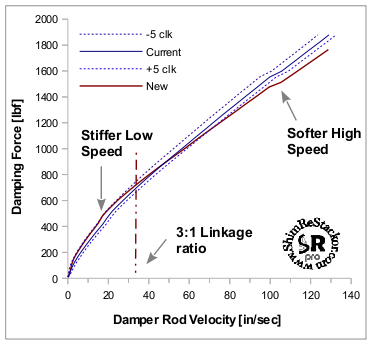 2000
1800
1600
1400
1200
1000
800
600
400
200
0
Damping Force [lbf]
-5 clk
Current
+5 clk
New
Stiffer Low
Speed
Softer High
Speed
3:1 Linkage
ratio
www.ShimReStackor.com
SR
pro
0 20 40 60 80 100 120 140
Damper Rod Velocity [in/sec]